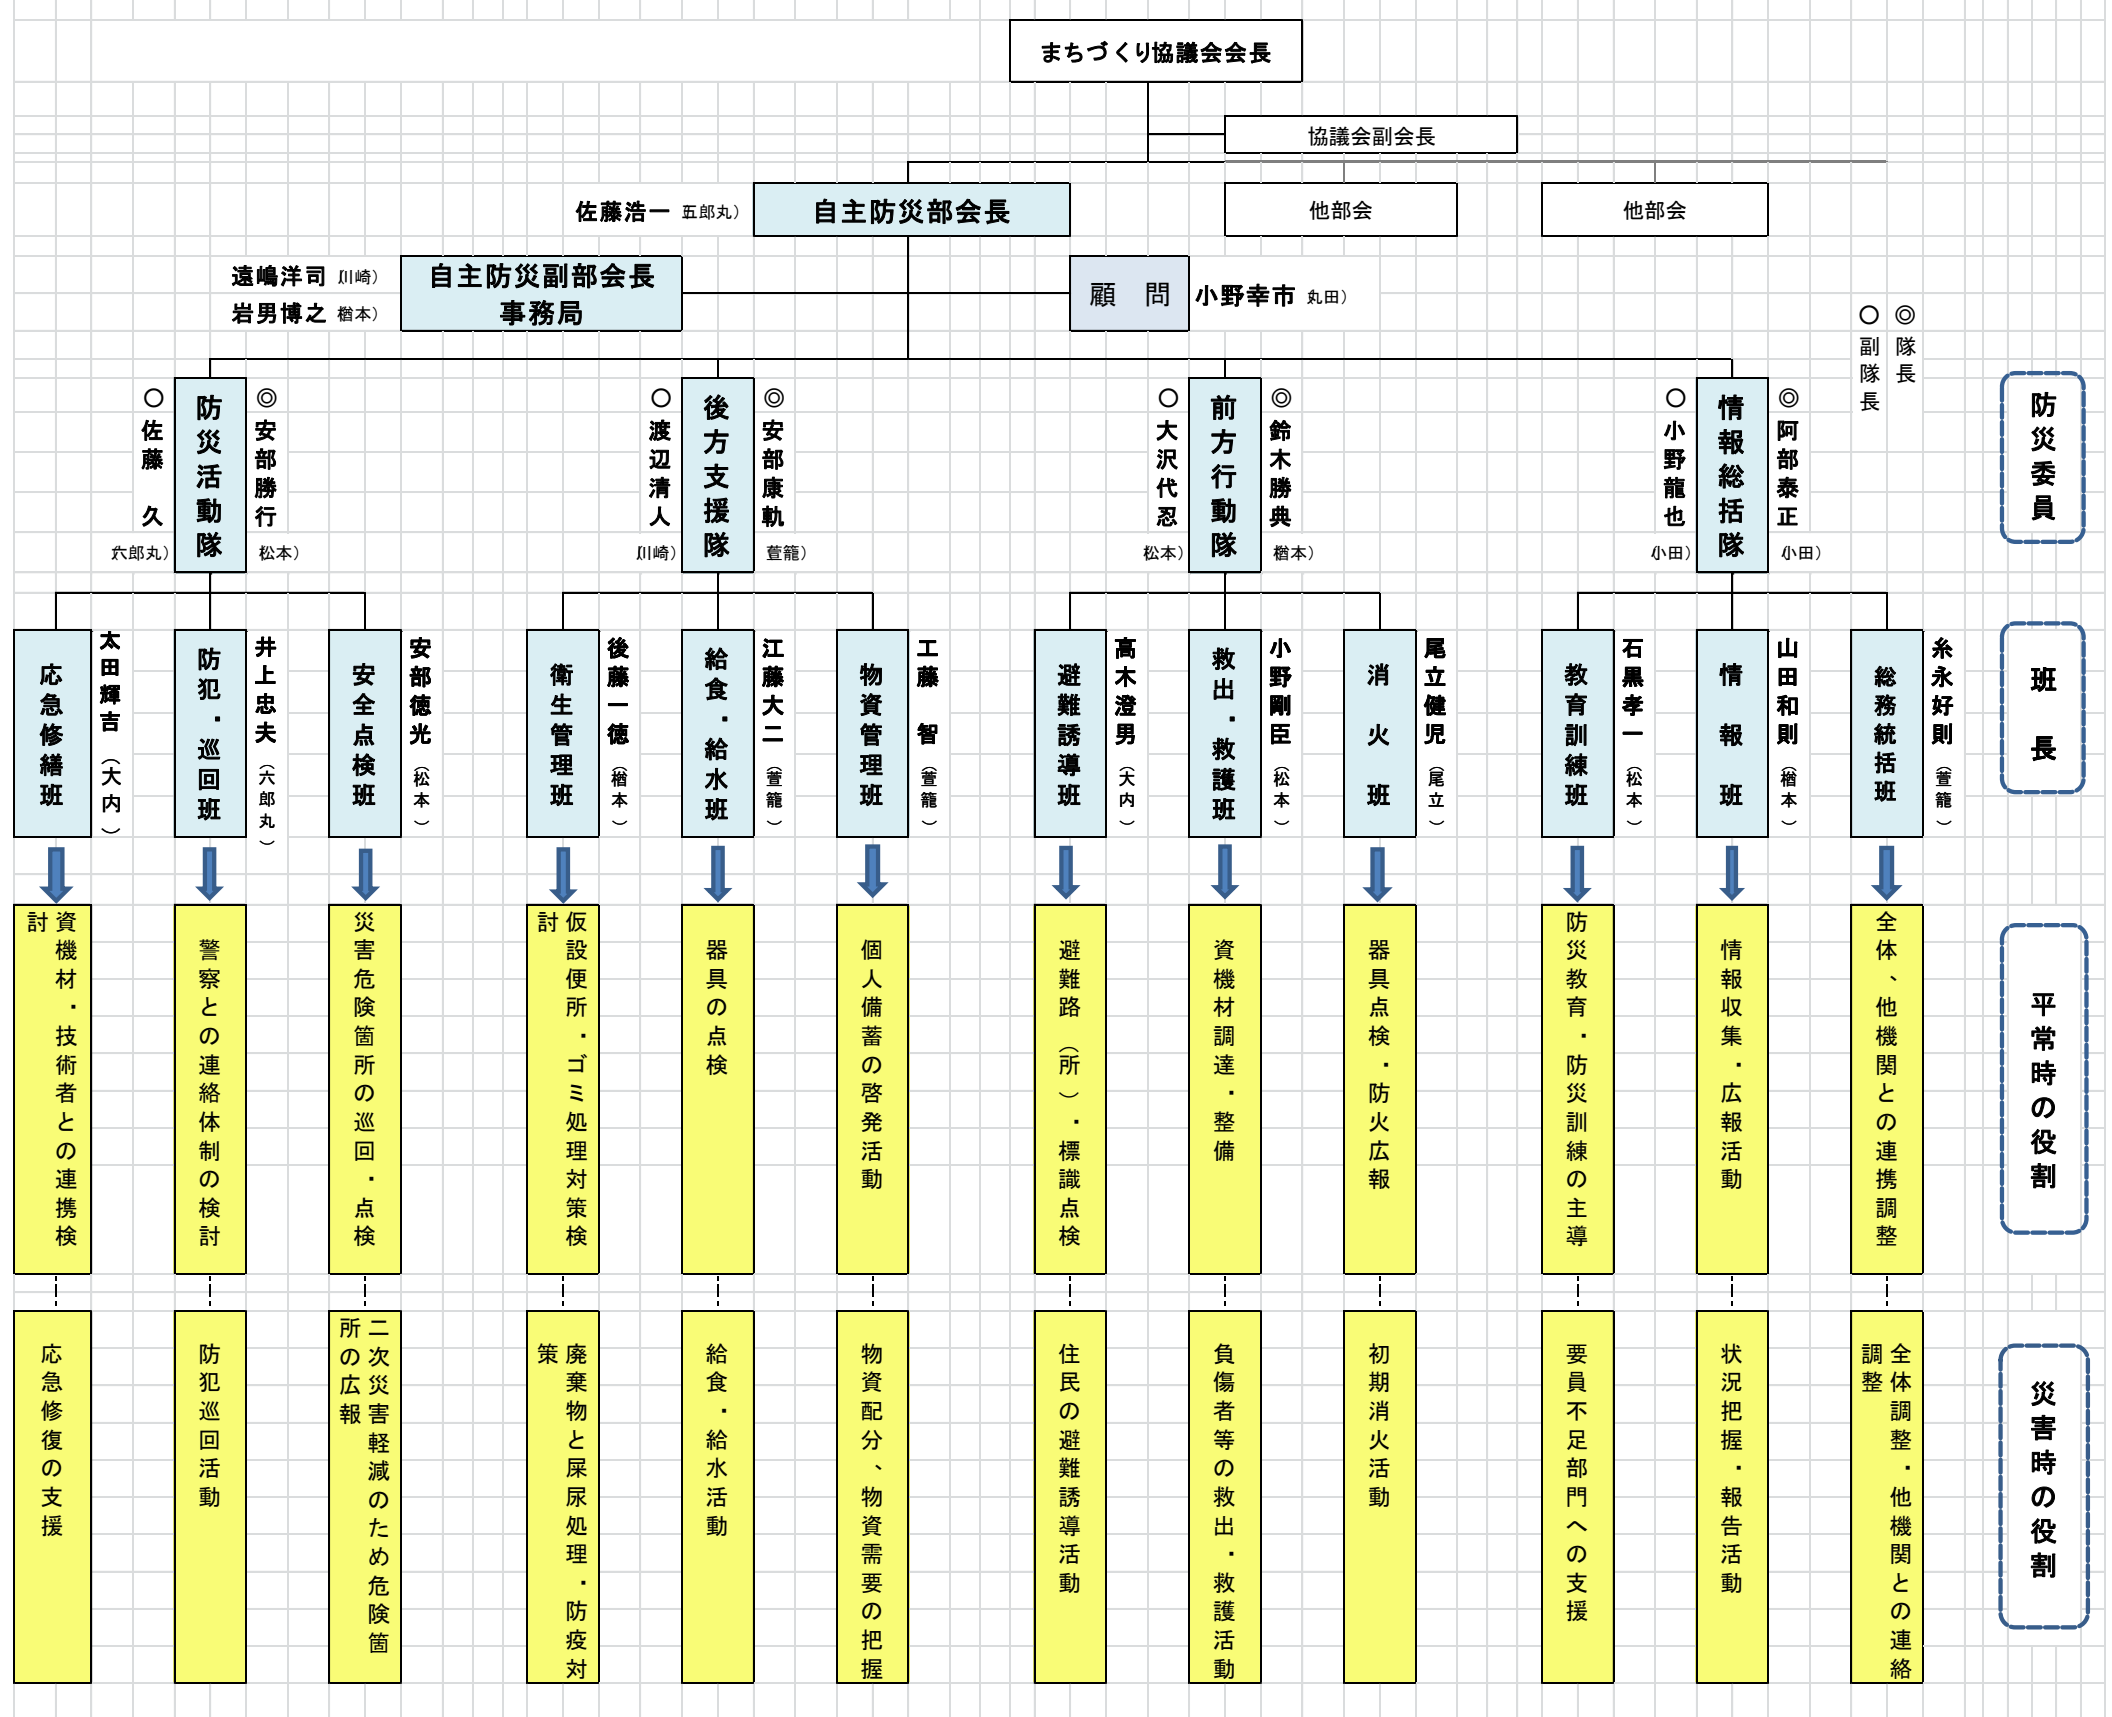 まちづくり協議会会長
協議会副会長
佐藤浩一（五郎丸）
自主防災部会長
他部会
他部会
遠嶋洋司（川崎）
岩男博之（楢本）
自主防災副部会長
事務局
顧　問
小野幸市（丸田）
◎隊長
○副隊長
防災委員
◎阿部泰正（小田）
情報総括隊
○小野龍也（小田）
◎鈴木勝典（楢本）
前方行動隊
○大沢代忍（松本）
◎安部康軌（萱籠）
後方支援隊
○渡辺清人（川崎）
◎安部勝行（松本）
防災活動隊
○佐藤　久（六郎丸）
班　長
糸永好則（萱籠）
総務統括班
山田和則（楢本）
情　報　班
石黒孝一（松本）
教育訓練班
尾立健児（尾立）
消　火　班
小野剛臣（松本）
救出・救護班
高木澄男（大内）
避難誘導班
工藤　智（萱籠）
物資管理班
江藤大二（萱籠）
給食・給水班
後藤一徳（楢本）
衛生管理班
安部徳光（松本）
安全点検班
井上忠夫（六郎丸）
防犯・巡回班
太田輝吉（大内）
応急修繕班
平常時の役割
全体、他機関との連携調整
情報収集・広報活動
防災教育・防災訓練の主導
器具点検・防火広報
資機材調達・整備
避難路（所）・標識点検
個人備蓄の啓発活動
器具の点検
仮設便所・ゴミ処理対策検
討
災害危険箇所の巡回・点検
警察との連絡体制の検討
資機材・技術者との連携検
討
災害時の役割
全体調整・他機関との連絡
調整
状況把握・報告活動
要員不足部門への支援
初期消火活動
負傷者等の救出・救護活動
住民の避難誘導活動
物資配分、物資需要の把握
給食・給水活動
廃棄物と屎尿処理・防疫対
策
二次災害軽減のため危険箇
所の広報
防犯巡回活動
応急修復の支援